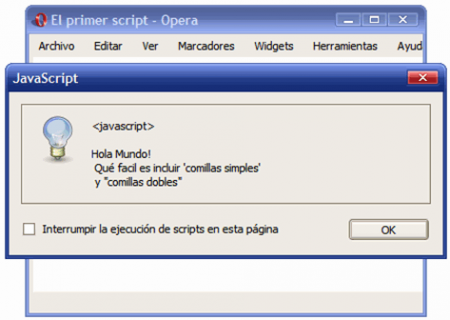 El primer script - Opera
Archivo Editar Ver Marcadores Widgets Herramientas Ayud
JavaScript
<javascript>
Hola Mundo!
Qué facil es incluir 'comillas simples'
y "comillas dobles"
Interrumpir la ejecución de scripts en esta página
OK